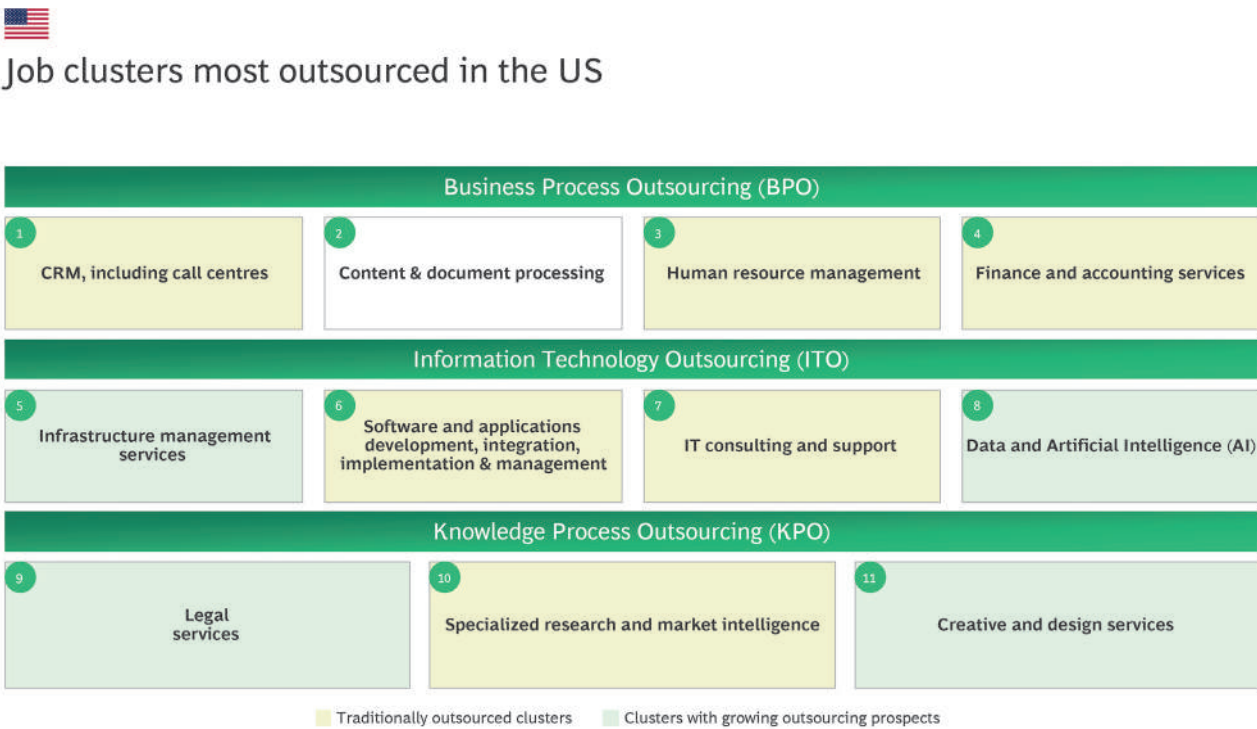 Job clusters most outsourced in the US
Business Process Outsourcing (BPO)
1
CRM, including call centres
2
Content & document processing
3
Human resource management
4
Finance and accounting services
Information Technology Outsourcing (ITO)
5
Infrastructure management
services
6
Software and applications
development, integration,
implementation & management
7
IT consulting and support
8
Data and Artificial Intelligence (AI)
Knowledge Process Outsourcing (KPO)
9
Legal
services
10
Specialized research and market intelligence
11
Creative and design services
Traditionally outsourced clusters
Clusters with growing outsourcing prospects